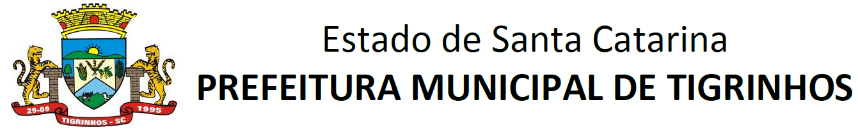 Estado de Santa Catarina
PREFEITURA MUNICIPAL DE TIGRINHOS
29-09 1995
TIGRINHOS - SC